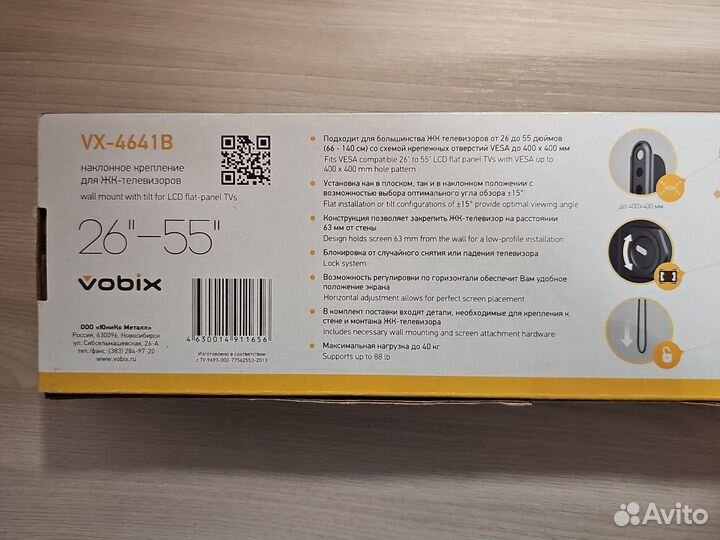 VX-4641B
наклонное крепление
для ЖК-телевизоров
wall mount with tilt for LCD flat-panel TVs
26"–55"
vobix
ООО «ЮниКо Металл»
Россия, 630096, Новосибирск
ул. Сибсельмашевская, 26-А
тел./факс: (383) 284-97-20
www.vobix.ru
4630014911656
Изготовлено в соответствии
с ТУ 9693-002-77562553-2013
Подходит для большинства ЖК телевизоров от 26 до 55 дюймов
(66 - 140 см) со схемой крепежных отверстий VESA до 400 x 400 мм
Fits VESA compatible 26" to 55" LCD flat panel TVs with VESA up to
400 x 400 mm hole pattern
Установка как в плоском, так и в наклонном положении с
возможностью выбора оптимального угла обзора ±15°
Flat installation or tilt configurations of ±15° provide optimal viewing angle
Конструкция позволяет закрепить ЖК-телевизор на расстоянии
63 мм от стены
Design holds screen 63 mm from the wall for a low-profile installation
Блокировка от случайного снятия или падения телевизора
Lock system
Возможность регулировки по горизонтали обеспечит Вам удобное
положение экрана
Horizontal adjustment allows for perfect screen placement
В комплект поставки входят детали, необходимые для крепления к
стене и монтажа ЖК-телевизора
Includes necessary wall mounting and screen attachment hardware
Максимальная нагрузка до 40 кг
Supports up to 88 lb
VESA
до 400x400 мм
Avito